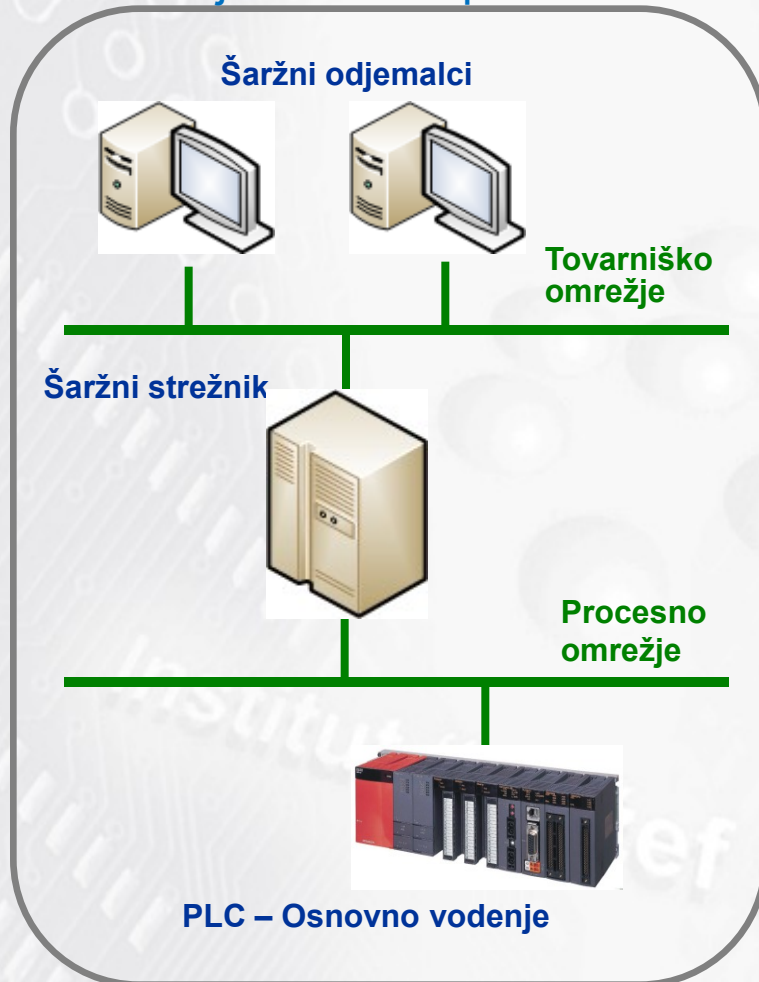 Šaržni odjemalci
Tovarniško
omrežje
Šaržni strežnik
Procesno
omrežje
PLC – Osnovno vodenje